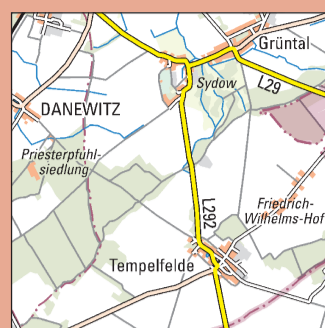 Grüntal
Sydow
L29
DANEWITZ
Priesterpfuhl-
siedlung
L292
Friedrich-
Wilhelms-Hof
Tempelfelde